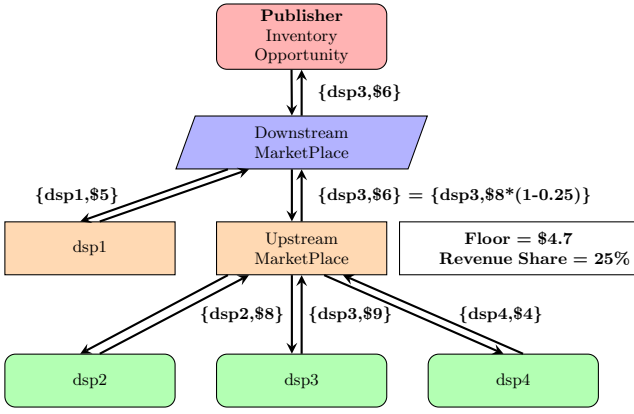 Publisher
Inventory
Opportunity
{dsp3,$6}
Downstream
MarketPlace
{dsp1,$5}
{dsp3,$6} = {dsp3,$8*(1-0.25)}
dsp1
Upstream
MarketPlace
Floor = $4.7
Revenue Share = 25%
{dsp2,$8}
{dsp3,$9}
{dsp4,$4}
dsp2
dsp3
dsp4